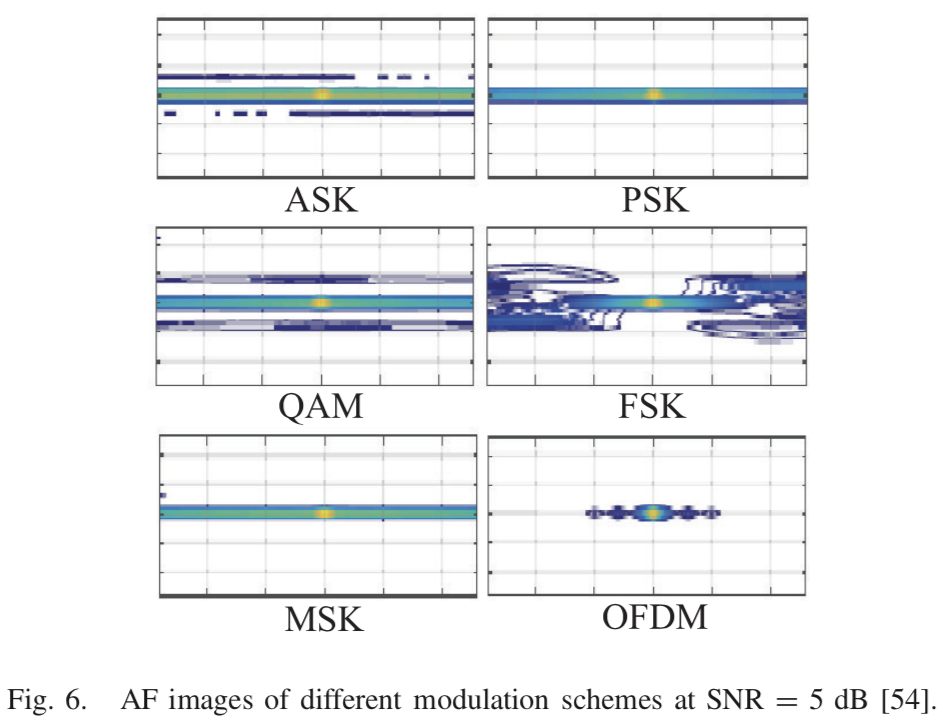 ASK PSK
QAM FSK
MSK OFDM
Fig. 6. AF images of different modulation schemes at SNR = 5 dB [54].